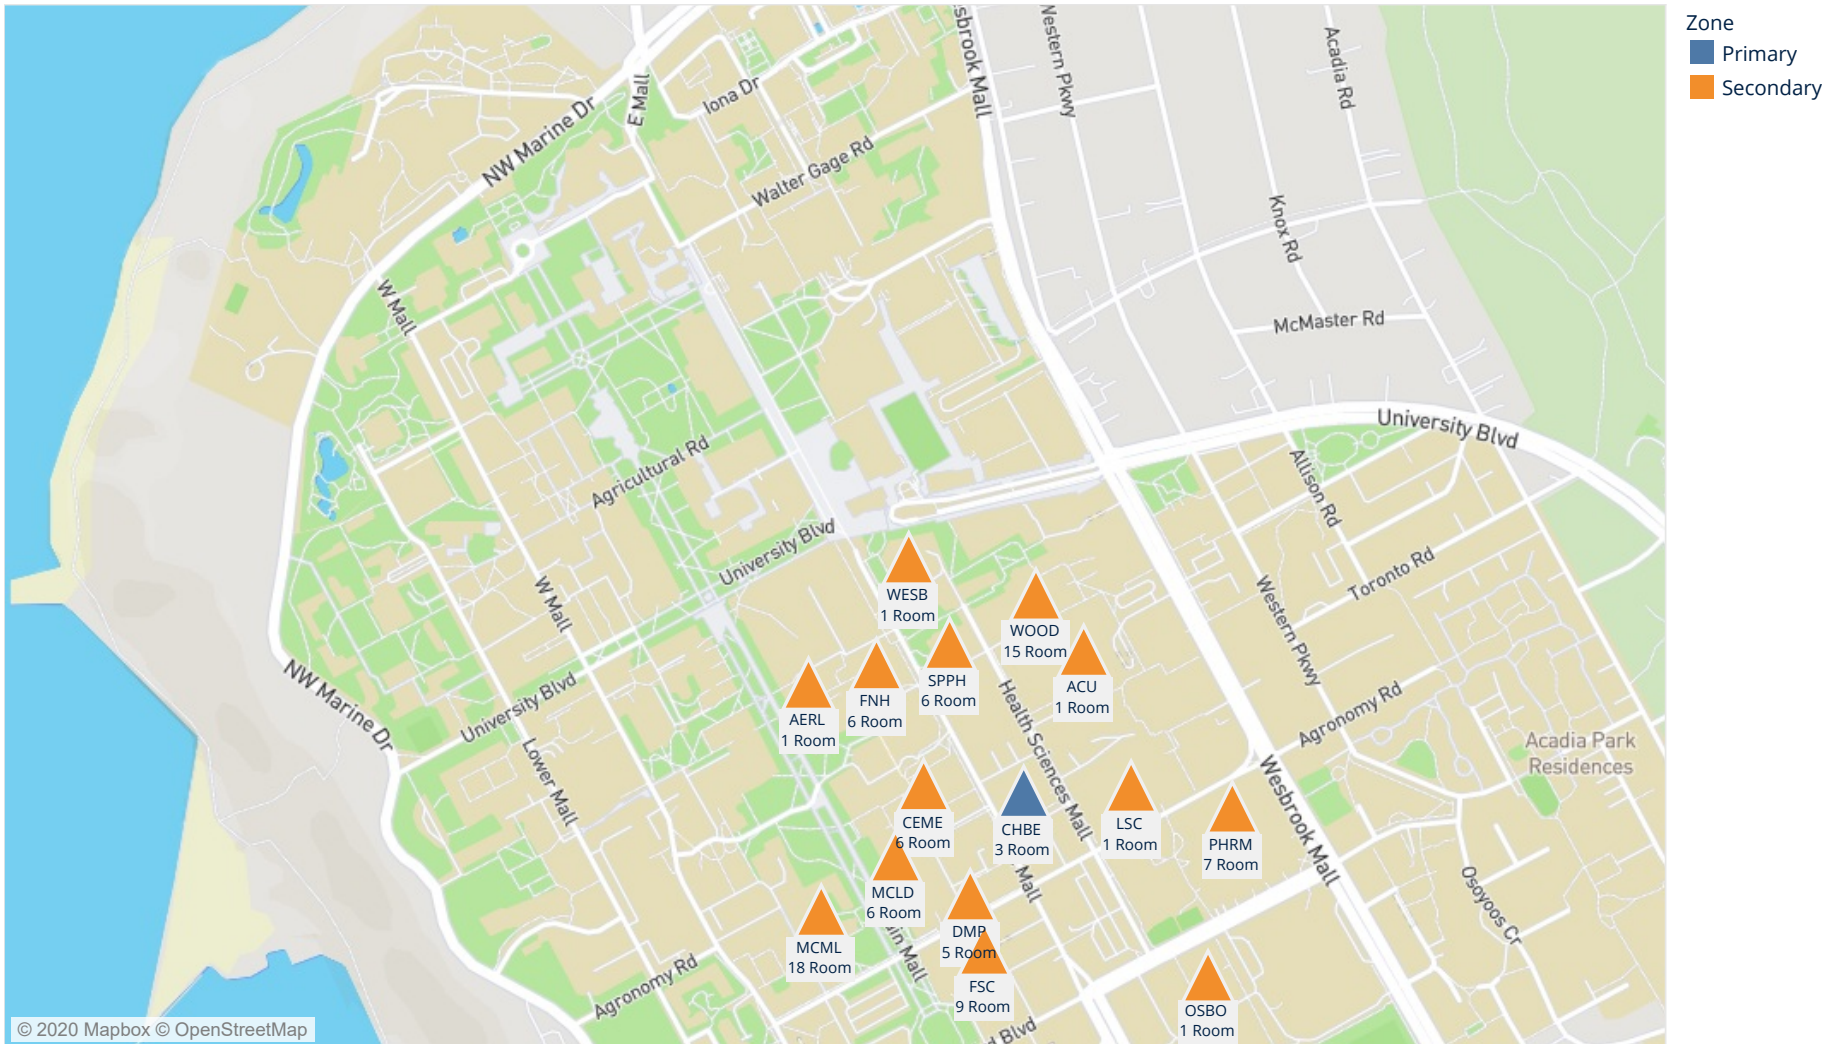 Zone
Primary
Secondary
sbrook Mall
Western Pkwy
Acadia Rd
E Mall
Iona Dr
NW Marine Dr
Walter Gage Rd
Knox Rd
W Mall
McMaster Rd
University Blvd
Agricultural Rd
Allison Rd
University Blvd
Toronto Rd
W Mall
Western Pkwy
WESB
1 Room
WOOD
15 Room
SPPH
6 Room
ACU
1 Room
FNH
6 Room
AERL
1 Room
NW Marine Dr
University Blvd
Health Sciences Mall
Agronomy Rd
Acadia Park
Residences
Lower Mall
Wesbrook Mall
CEME
6 Room
CHBE
3 Room
LSC
1 Room
PHRM
7 Room
MCLD
6 Room
Mall
Osoyoos Cr
DMP
5 Room
MCML
18 Room
ain Mall
Agronomy Rd
FSC
9 Room
OSBO
1 Room
d Blvd
© 2020 Mapbox © OpenStreetMap